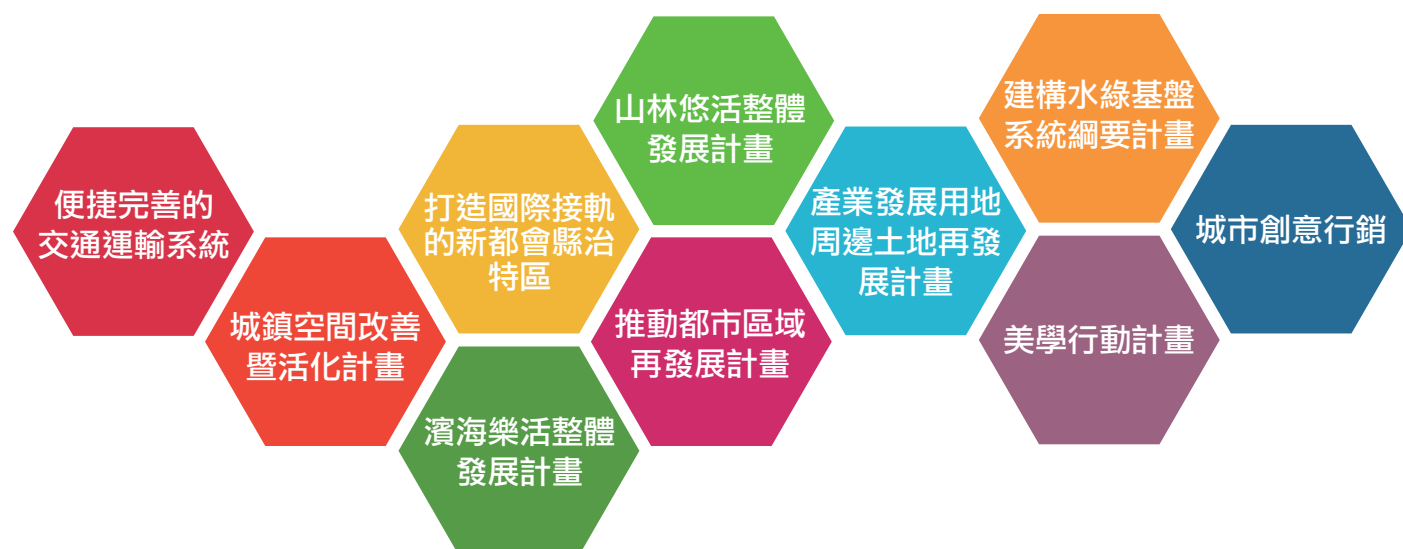 便捷完善的
交通運輸系統
城鎮空間改善
暨活化計畫
打造國際接軌
的新都會縣治
特區
濱海樂活整體
發展計畫
山林悠活整體
發展計畫
推動都市區域
再發展計畫
產業發展用地
周邊土地再發
展計畫
建構水綠基盤
系統綱要計畫
美學行動計畫
城市創意行銷